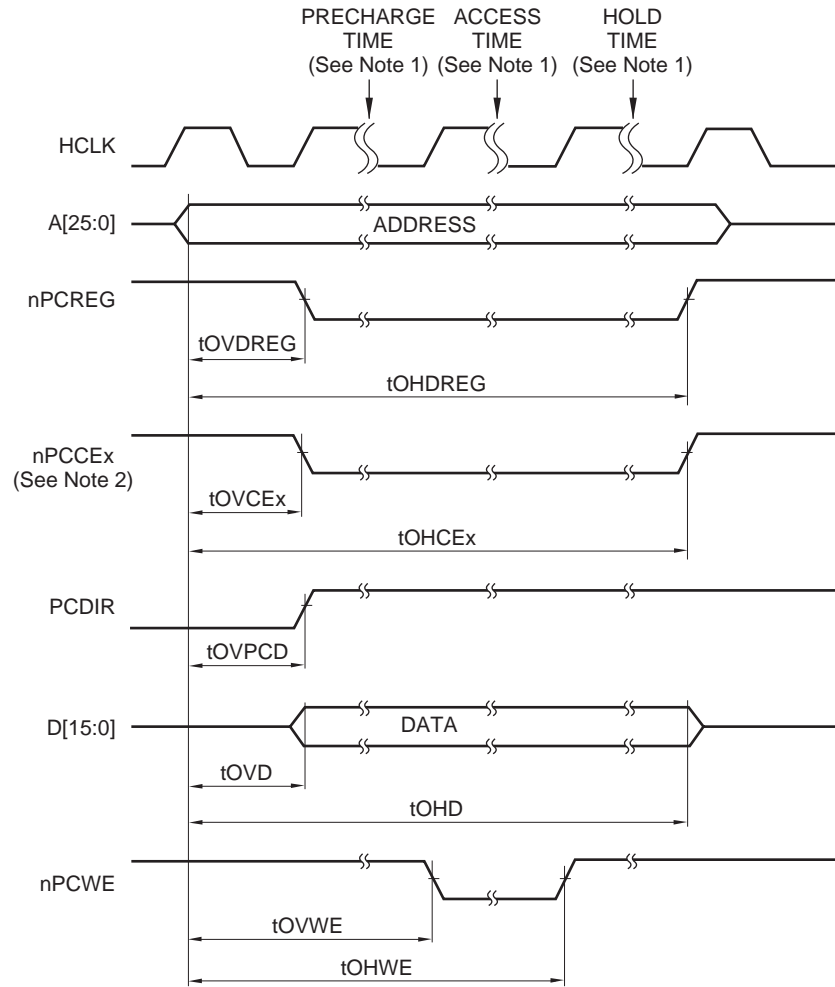 PRECHARGE TIME (See Note 1)
ACCESS TIME (See Note 1)
HOLD TIME (See Note 1)
HCLK
A[25:0]
ADDRESS
nPCREG
tOVDREG
tOHDREG
nPCCEx
(See Note 2)
tOVCEx
tOHCEx
PCDIR
tOVPCD
D[15:0]
DATA
tOVD
tOHD
nPCWE
tOVWE
tOHWE